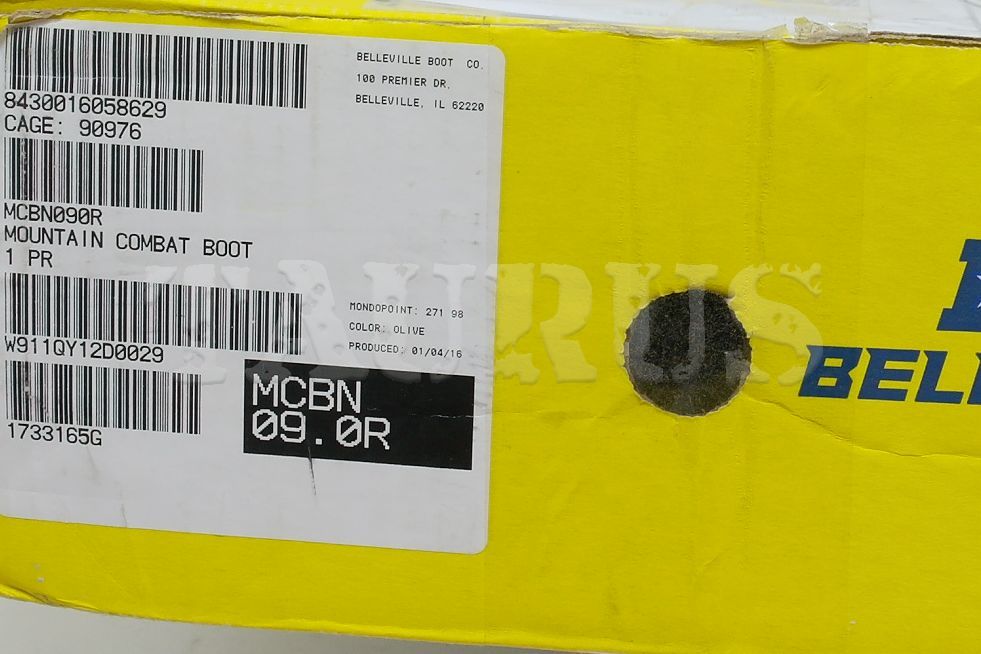 BELLEVILLE BOOT CO.
100 PREMIER DR.
BELLEVILLE, IL 62220
8430016058629
CAGE: 90976
MCBN090R
MOUNTAIN COMBAT BOOT
1 PR
MONDOPOINT: 271 98
COLOR: OLIVE
PRODUCED: 01/04/16
W911QY12D0029
MCBN
09.0R
1733165G
TAURUS
BELL